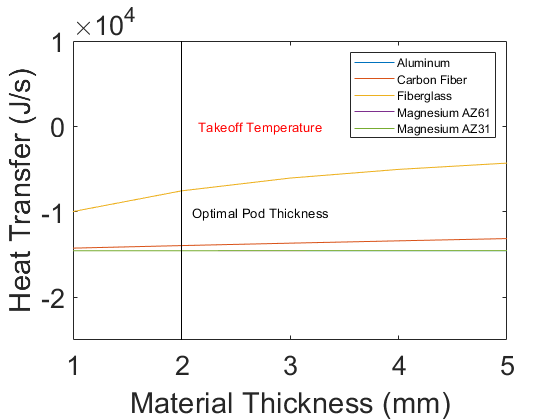 ×10⁴
1
0
-1
-2
Heat Transfer (J/s)
Aluminum
Carbon Fiber
Fiberglass
Magnesium AZ61
Magnesium AZ31
Takeoff Temperature
Optimal Pod Thickness
1 2 3 4 5
Material Thickness (mm)